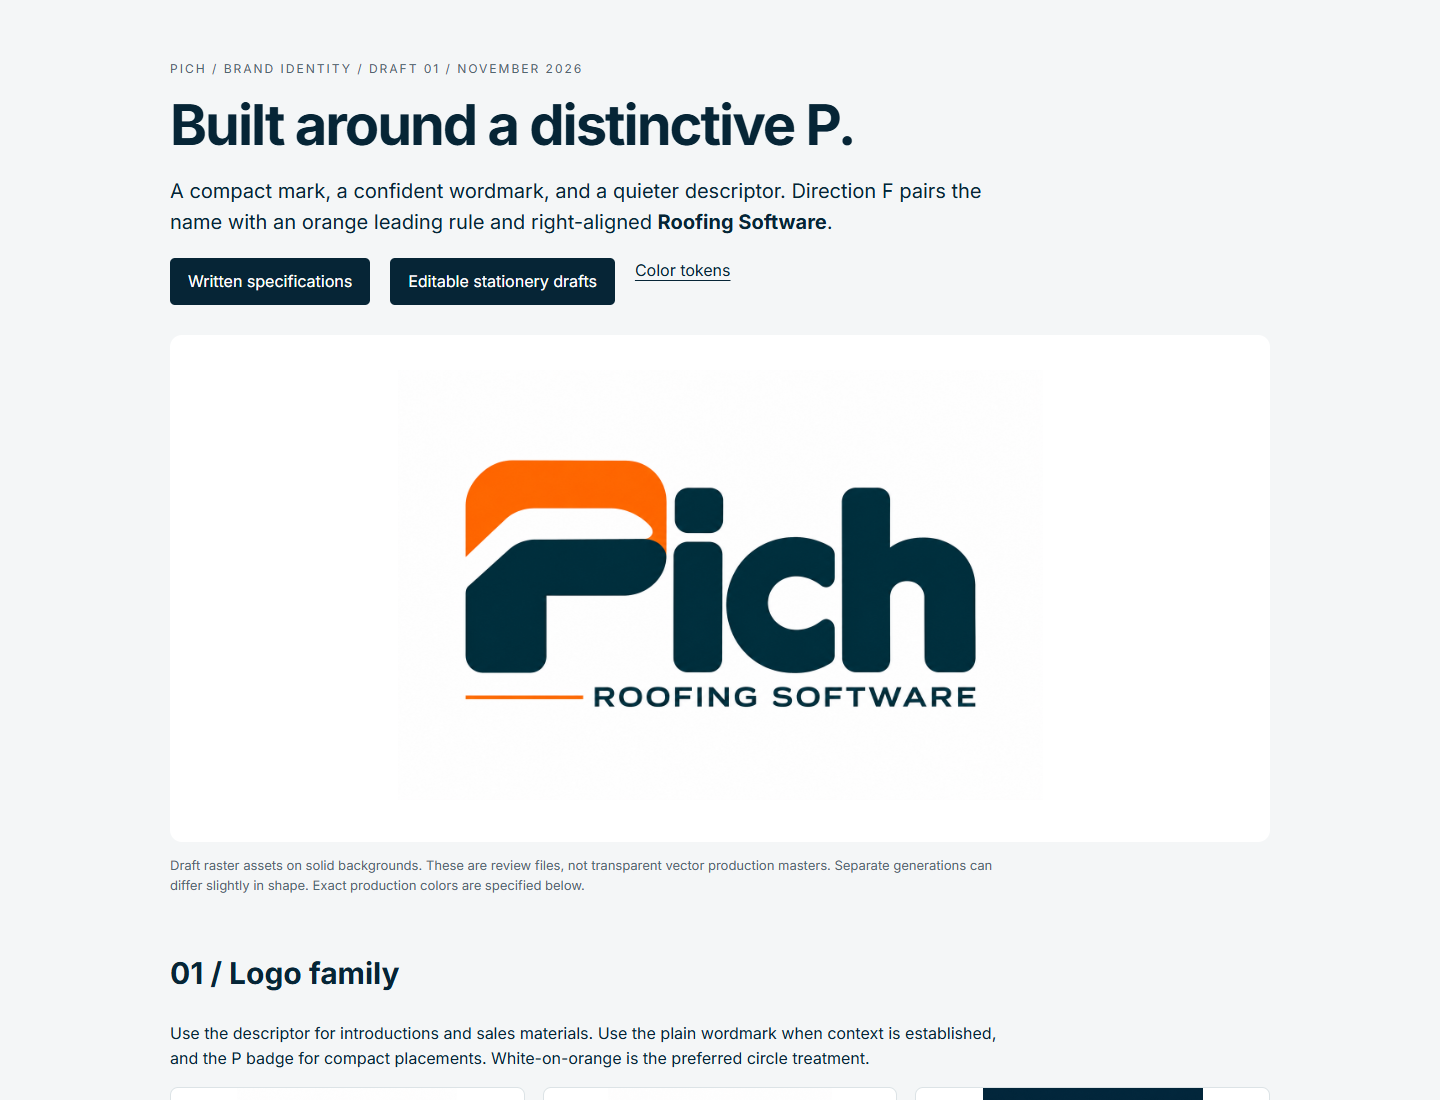 PICH / BRAND IDENTITY / DRAFT 01 / NOVEMBER 2026
Built around a distinctive P.
A compact mark, a confident wordmark, and a quieter descriptor. Direction F pairs the
name with an orange leading rule and right-aligned Roofing Software.
Written specifications
Editable stationery drafts
Color tokens
Pich
ROOFING SOFTWARE
Draft raster assets on solid backgrounds. These are review files, not transparent vector production masters. Separate generations can
differ slightly in shape. Exact production colors are specified below.
01 / Logo family
Use the descriptor for introductions and sales materials. Use the plain wordmark when context is established,
and the P badge for compact placements. White-on-orange is the preferred circle treatment.